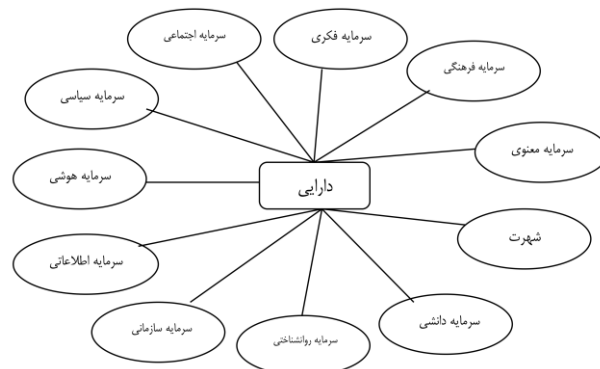 سرمایه فکری
سرمایه اجتماعی
سرمایه فرهنگی
سرمایه سیاسی
سرمایه معنوی
سرمایه هوشی
دارایی
شهرت
سرمایه اطلاعاتی
سرمایه دانشی
سرمایه سازمانی
سرمایه روانشناختی